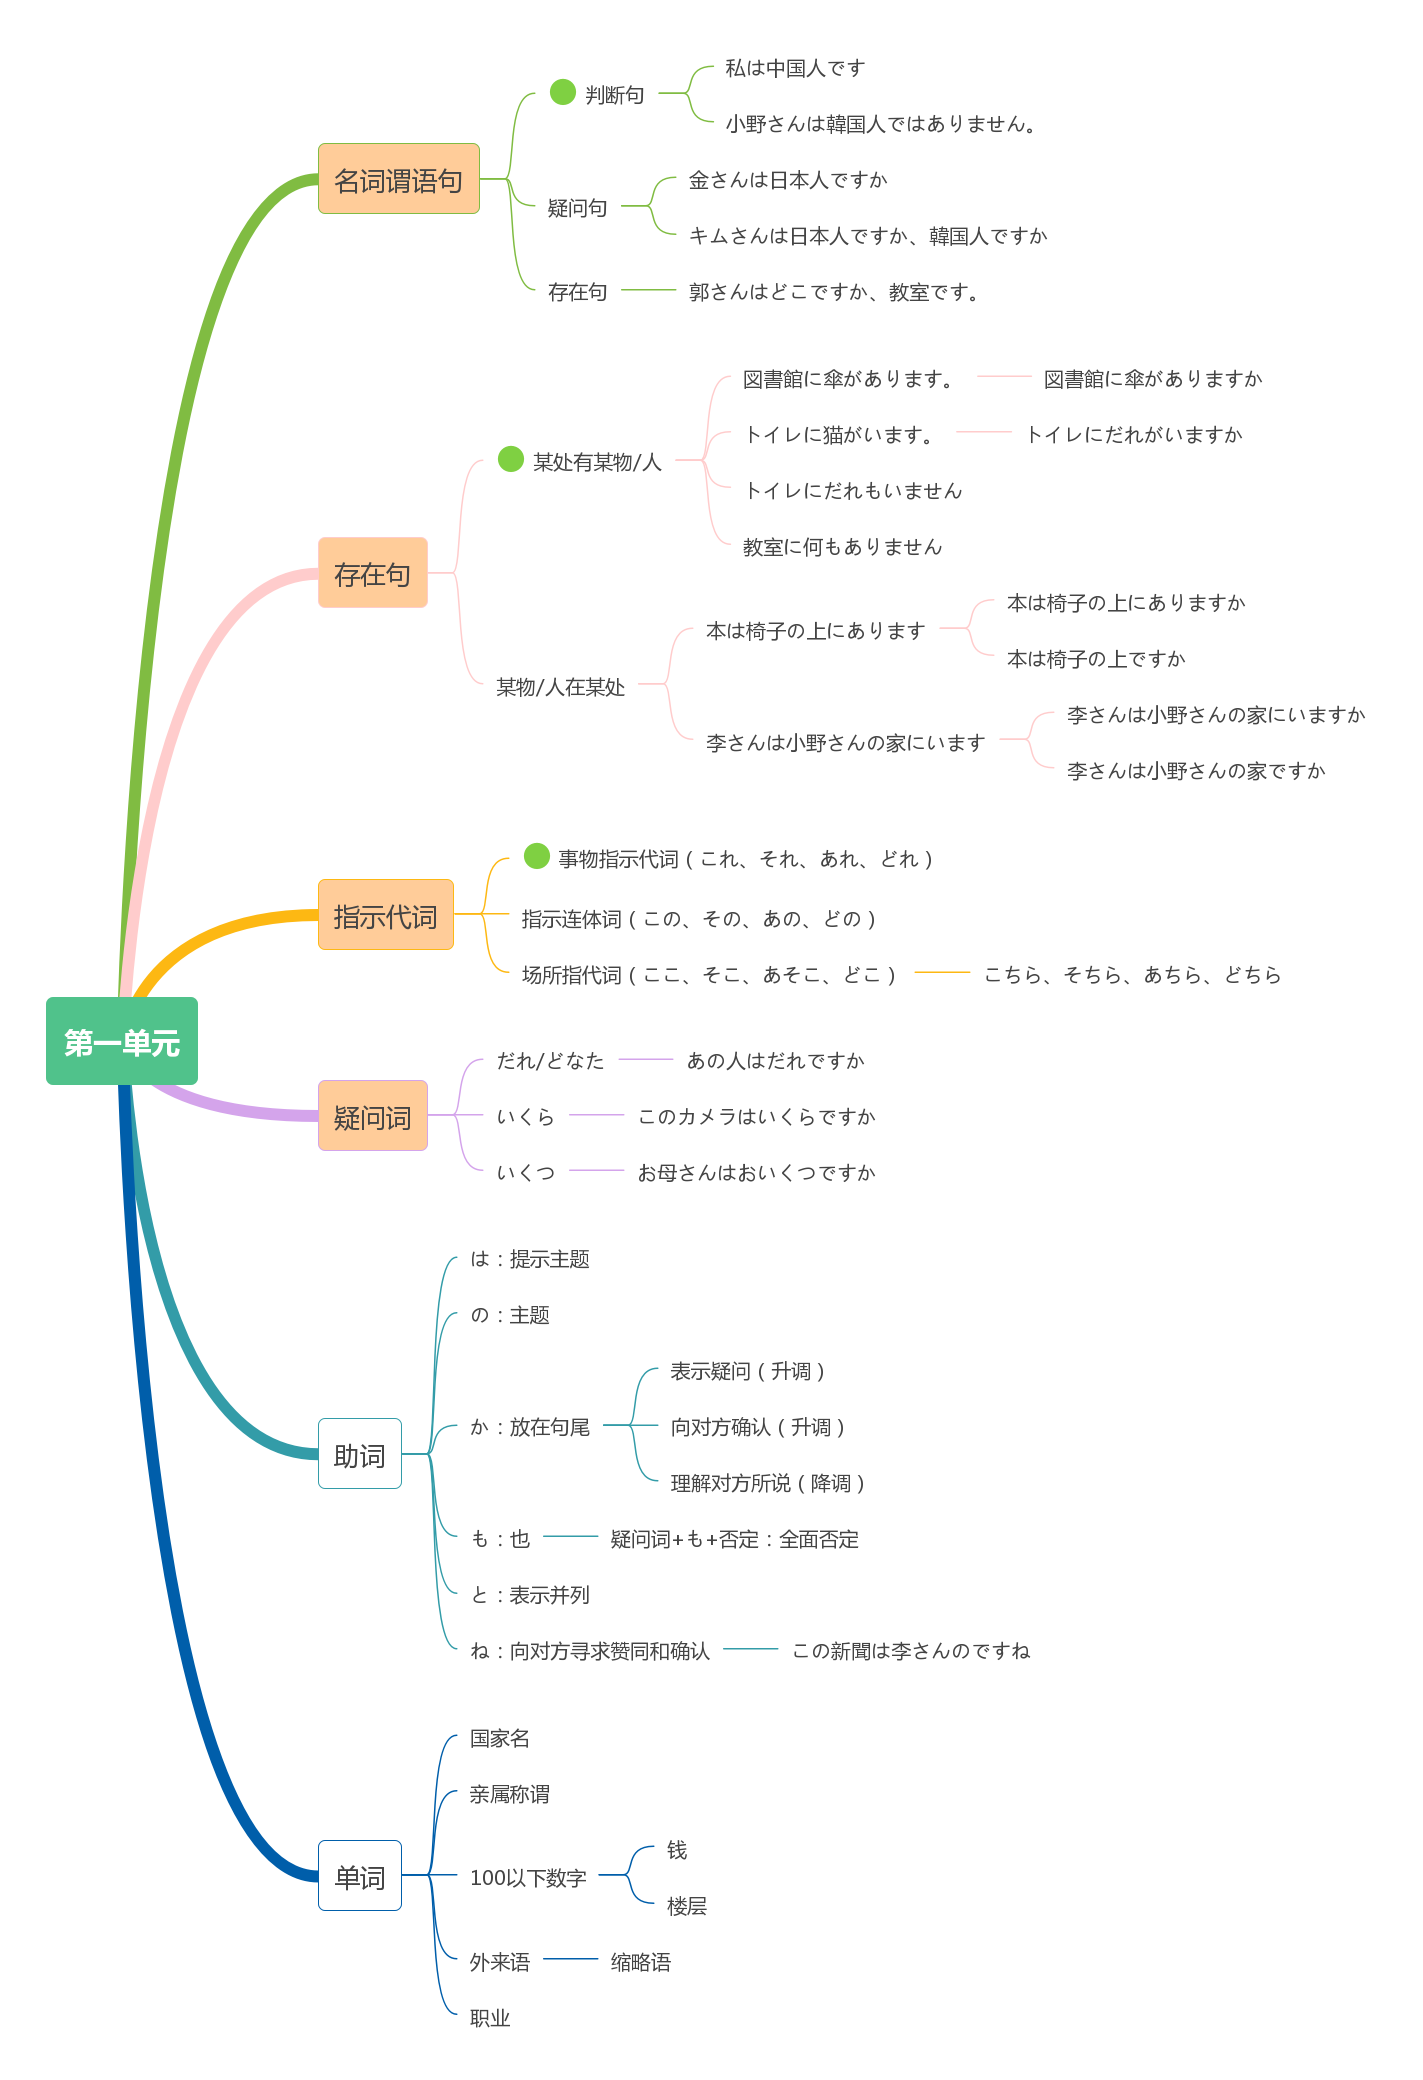 第一单元
名词谓语句
判断句
私は中国人です
小野さんは韓国人ではありません。
疑问句
金さんは日本人ですか
キムさんは日本人ですか、韓国人ですか
存在句
郭さんはどこですか、教室です。
存在句
某处有某物/人
図書館に傘があります。
図書館に傘がありますか
トイレに猫がいます。
トイレにだれがいますか
トイレにだれもいません
教室に何もありません
某物/人在某处
本は椅子の上にあります
本は椅子の上にありますか
本は椅子の上ですか
李さんは小野さんの家にいます
李さんは小野さんの家にいますか
李さんは小野さんの家ですか
指示代词
事物指示代词（これ、それ、あれ、どれ）
指示连体词（この、その、あの、どの）
场所指代词（ここ、そこ、あそこ、どこ）
こちら、そちら、あちら、どちら
疑问词
だれ/どなた
あの人はだれですか
いくら
このカメラはいくらですか
いくつ
お母さんはおいくつですか
助词
は：提示主题
の：主题
か：放在句尾
表示疑问（升调）
向对方确认（升调）
理解对方所说（降调）
も：也
疑问词+も+否定：全面否定
と：表示并列
ね：向对方寻求赞同和确认
この新聞は李さんのですね
单词
国家名
亲属称谓
100以下数字
钱
楼层
外来语
缩略语
职业